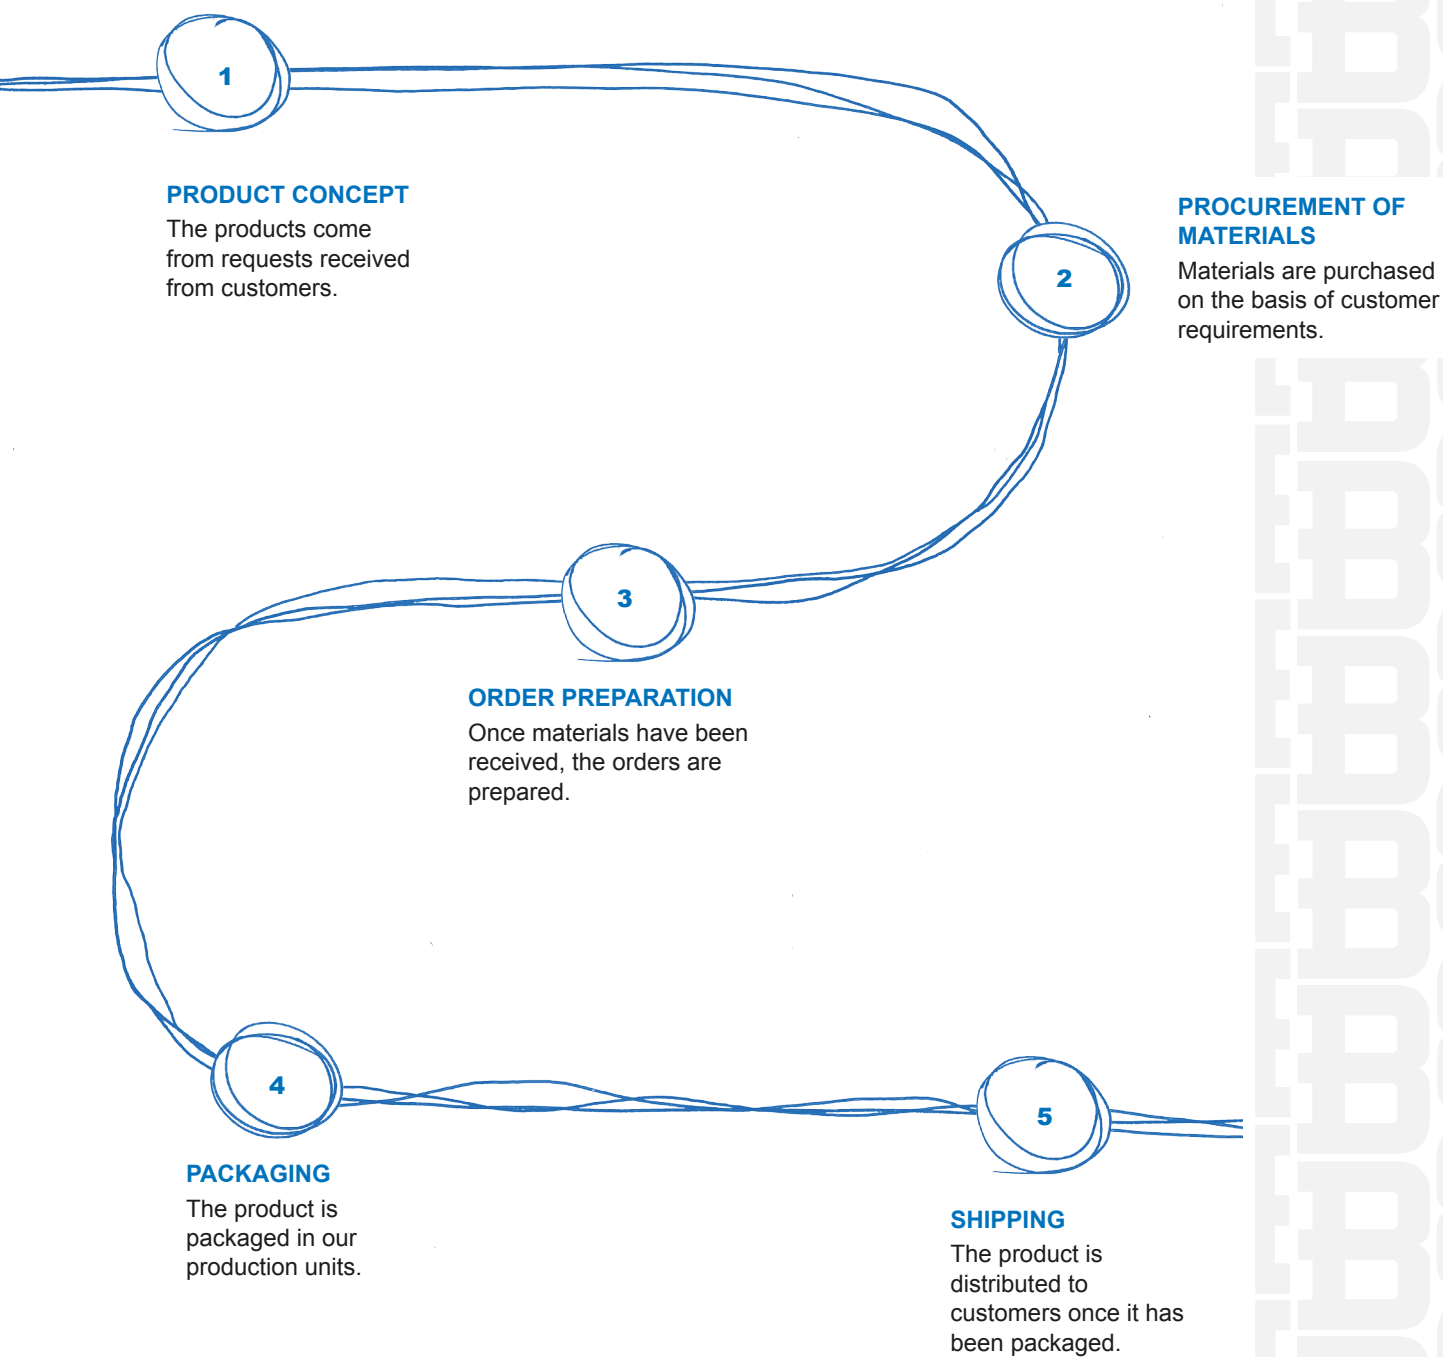 1
PRODUCT CONCEPT
The products come
from requests received
from customers.
2
PROCUREMENT OF
MATERIALS
Materials are purchased
on the basis of customer
requirements.
3
ORDER PREPARATION
Once materials have been
received, the orders are
prepared.
4
PACKAGING
The product is
packaged in our
production units.
5
SHIPPING
The product is
distributed to
customers once it has
been packaged.